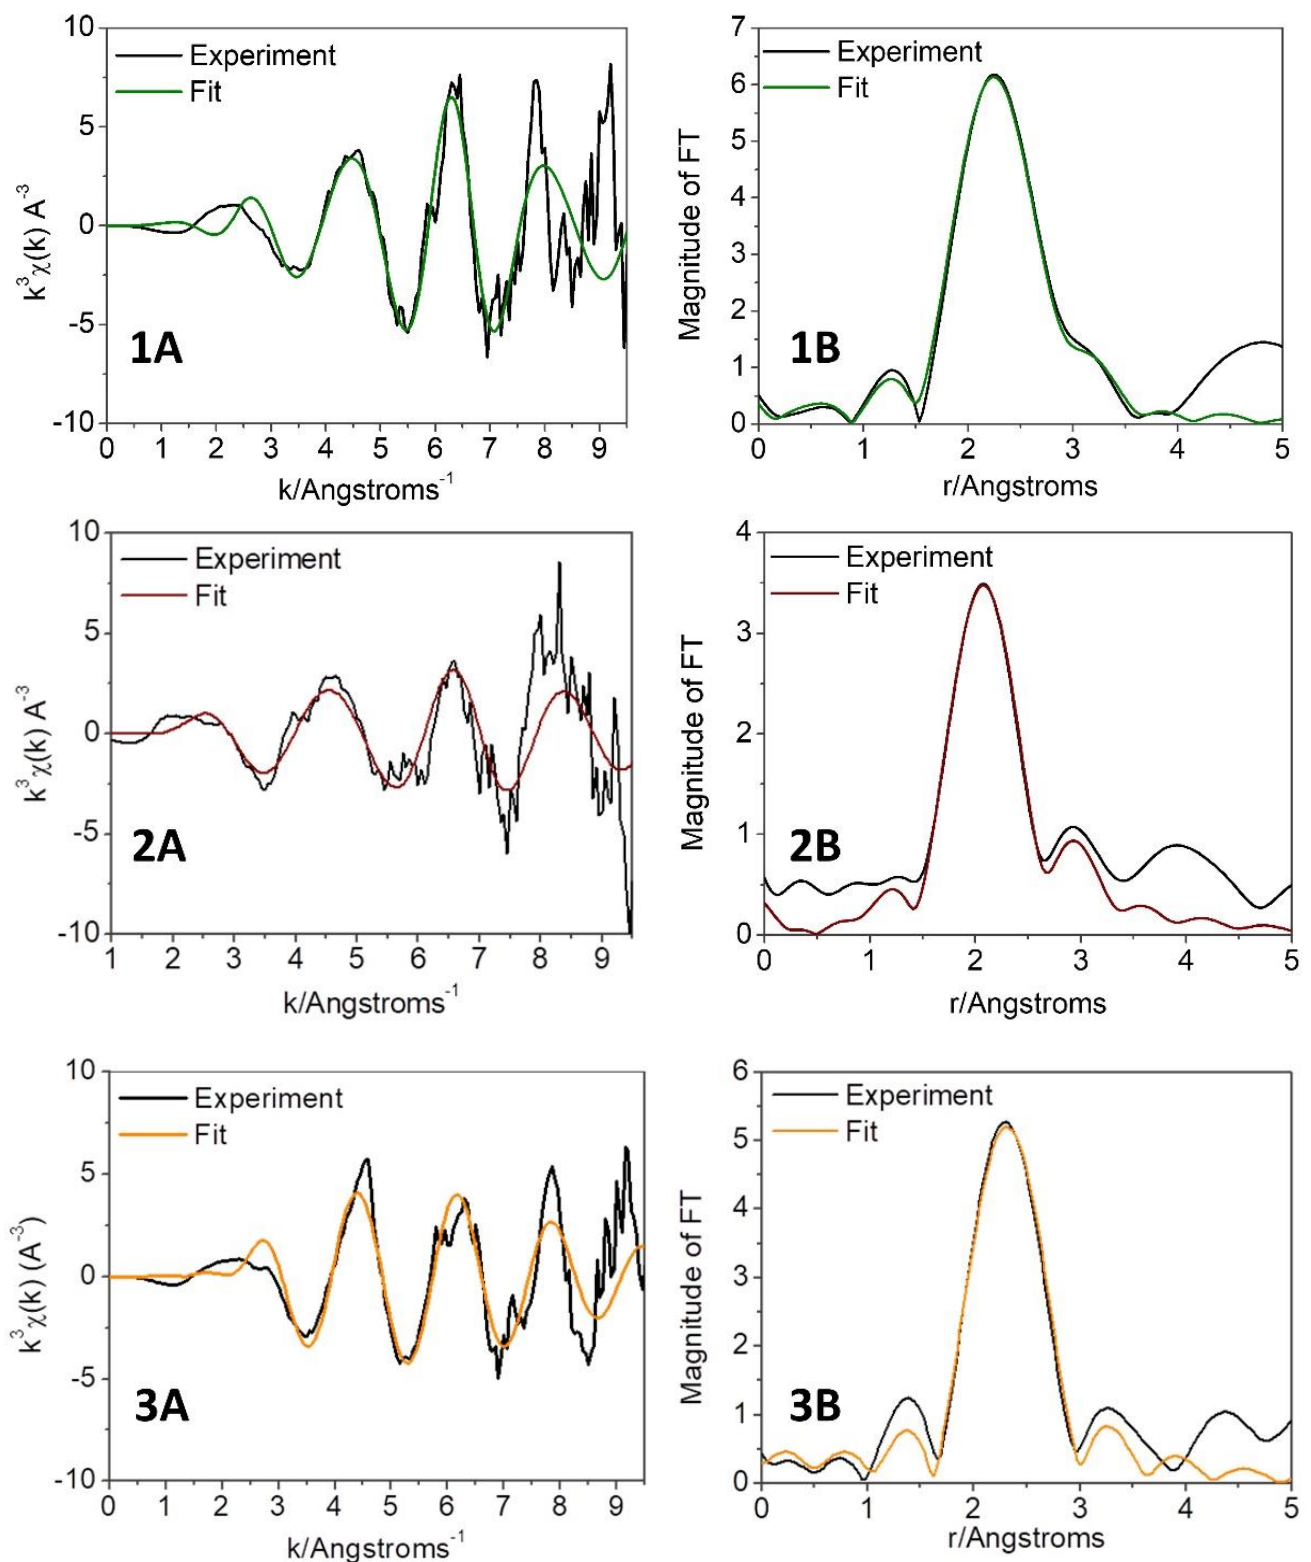 10
5
0
-5
-10
k³χ(k) A⁻³
Experiment
Fit
1A
0 1 2 3 4 5 6 7 8 9
k/Angstroms⁻¹
7
6
5
4
3
2
1
0
Magnitude of FT
Experiment
Fit
1B
0 1 2 3 4 5
r/Angstroms
10
5
0
-5
-10
k³χ(k) A⁻³
Experiment
Fit
2A
1 2 3 4 5 6 7 8 9
k/Angstroms⁻¹
4
3
2
1
0
Magnitude of FT
Experiment
Fit
2B
0 1 2 3 4 5
r/Angstroms
10
5
0
-5
-10
k³χ(k) (A⁻³)
Experiment
Fit
3A
0 1 2 3 4 5 6 7 8 9
k/Angstroms⁻¹
6
5
4
3
2
1
0
Magnitude of FT
Experiment
Fit
3B
0 1 2 3 4 5
r/Angstroms